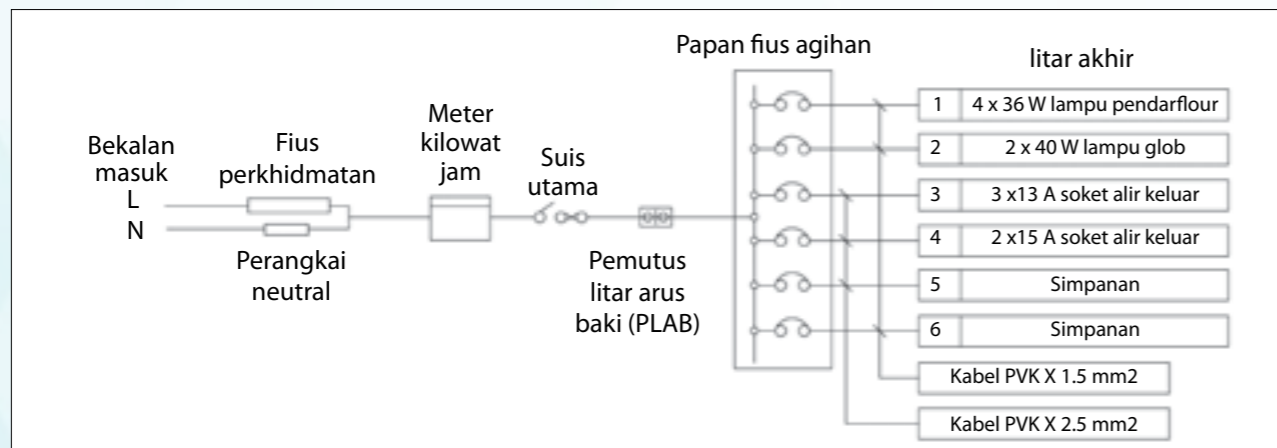 Papan fius agihan
litar akhir
Bekalan
masuk
L
N
Fius
perkhidmatan
Perangkai
neutral
Meter
kilowat
jam
Suis
utama
Pemutus
litar arus
baki (PLAB)
1 4 x 36 W lampu pendarflour
2 2 x 40 W lampu glob
3 3 x13 A soket alir keluar
4 2 x15 A soket alir keluar
5 Simpanan
6 Simpanan
Kabel PVK X 1.5 mm2
Kabel PVK X 2.5 mm2